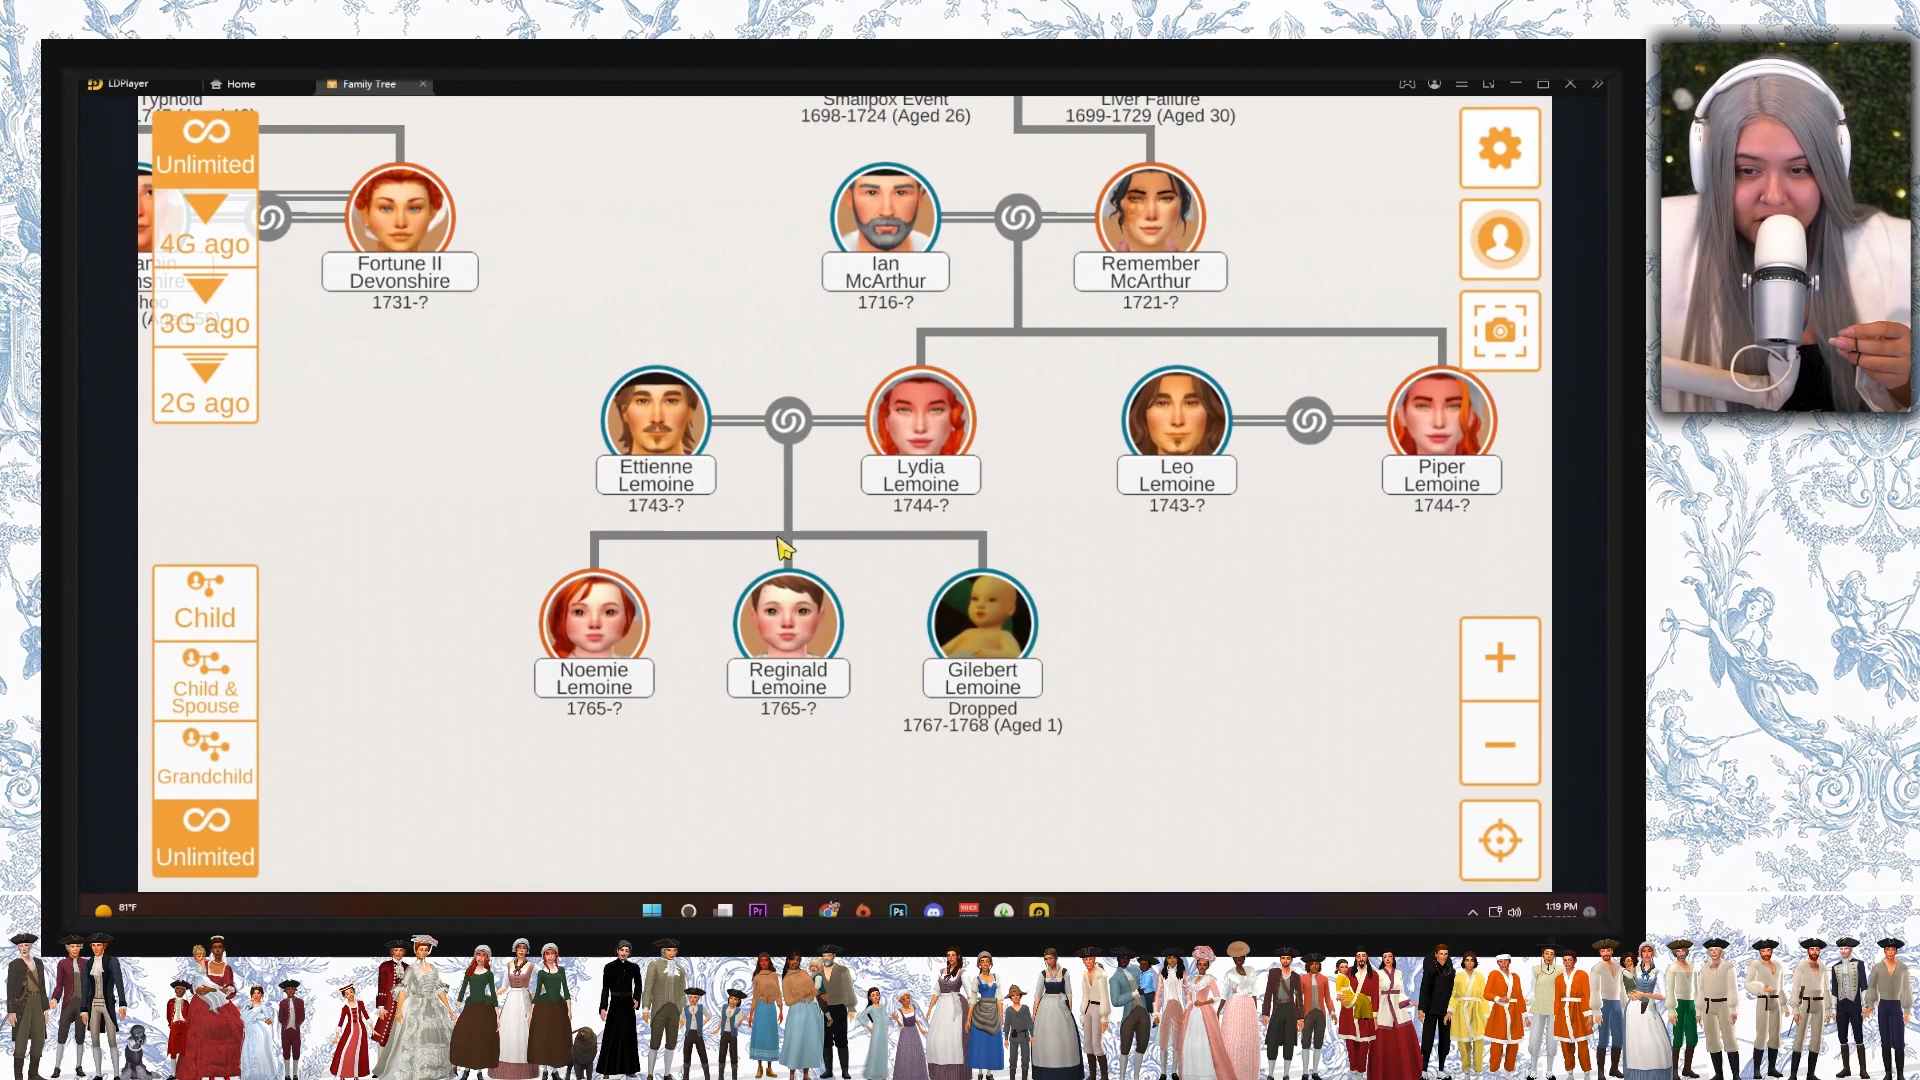 LDPlayer
Home
Family Tree
Typhoid
Smallpox Event
1698-1724 (Aged 26)
Liver Failure
1699-1729 (Aged 30)
Unlimited
4G ago
3G ago
2G ago
Fortune II
Devonshire
1731-?
Ian
McArthur
1716-?
Remember
McArthur
1721-?
Ettienne
Lemoine
1743-?
Lydia
Lemoine
1744-?
Leo
Lemoine
1743-?
Piper
Lemoine
1744-?
Child
Child &
Spouse
Grandchild
Unlimited
Noemie
Lemoine
1765-?
Reginald
Lemoine
1765-?
Gilebert
Lemoine
Dropped
1767-1768 (Aged 1)
81°F
Pr
Ps
1:19 PM